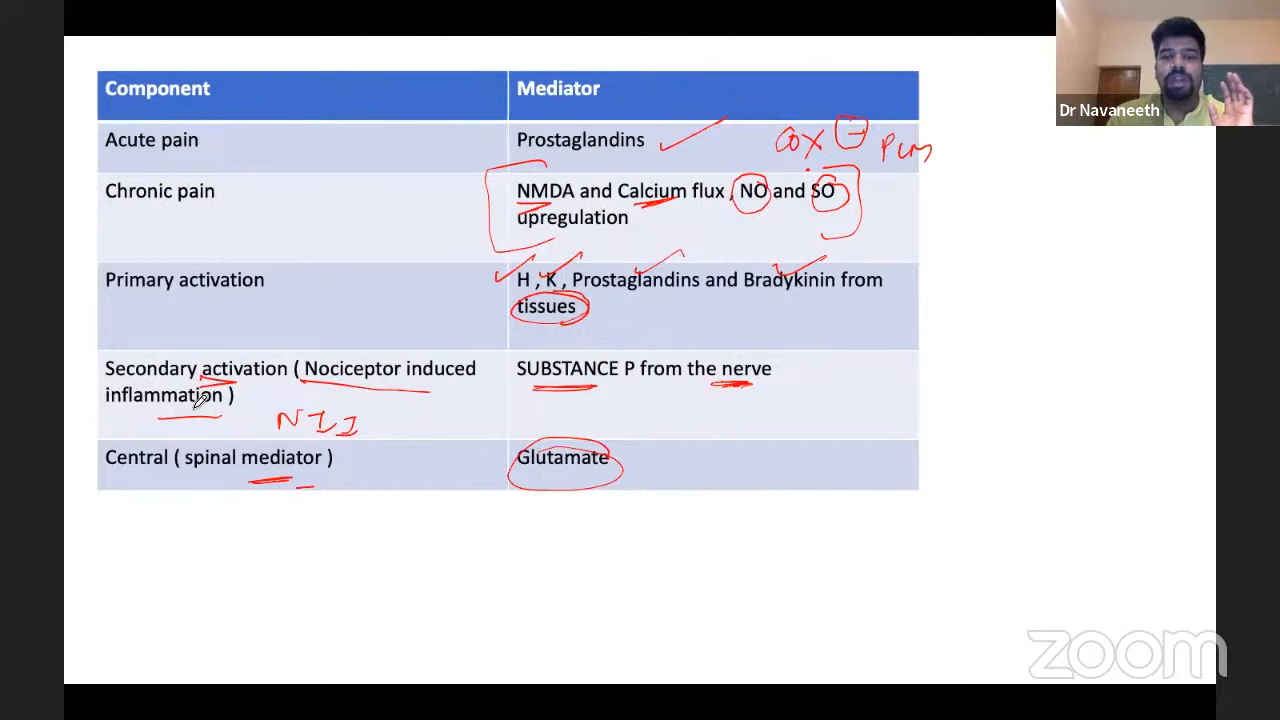 Dr Navaneeth
Component Mediator
Acute pain Prostaglandins
COX PCM
Chronic pain NMDA and Calcium flux , NO and SO
upregulation
Primary activation H , K , Prostaglandins and Bradykinin from
tissues
Secondary activation ( Nociceptor induced SUBSTANCE P from the nerve
inflammation )
NII
Central ( spinal mediator ) Glutamate
zoom